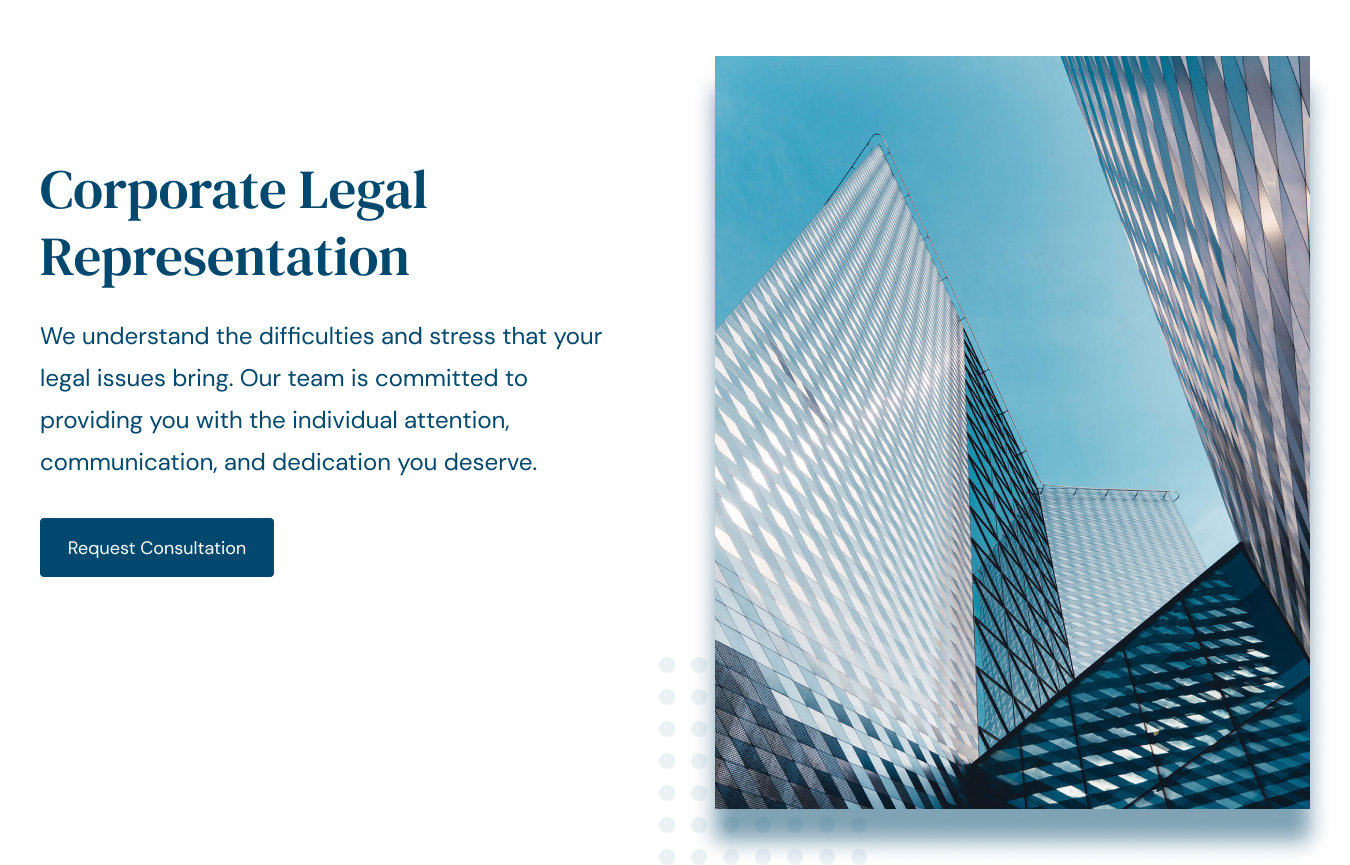 Corporate Legal
Representation
We understand the difficulties and stress that your
legal issues bring. Our team is committed to
providing you with the individual attention,
communication, and dedication you deserve.
Request Consultation